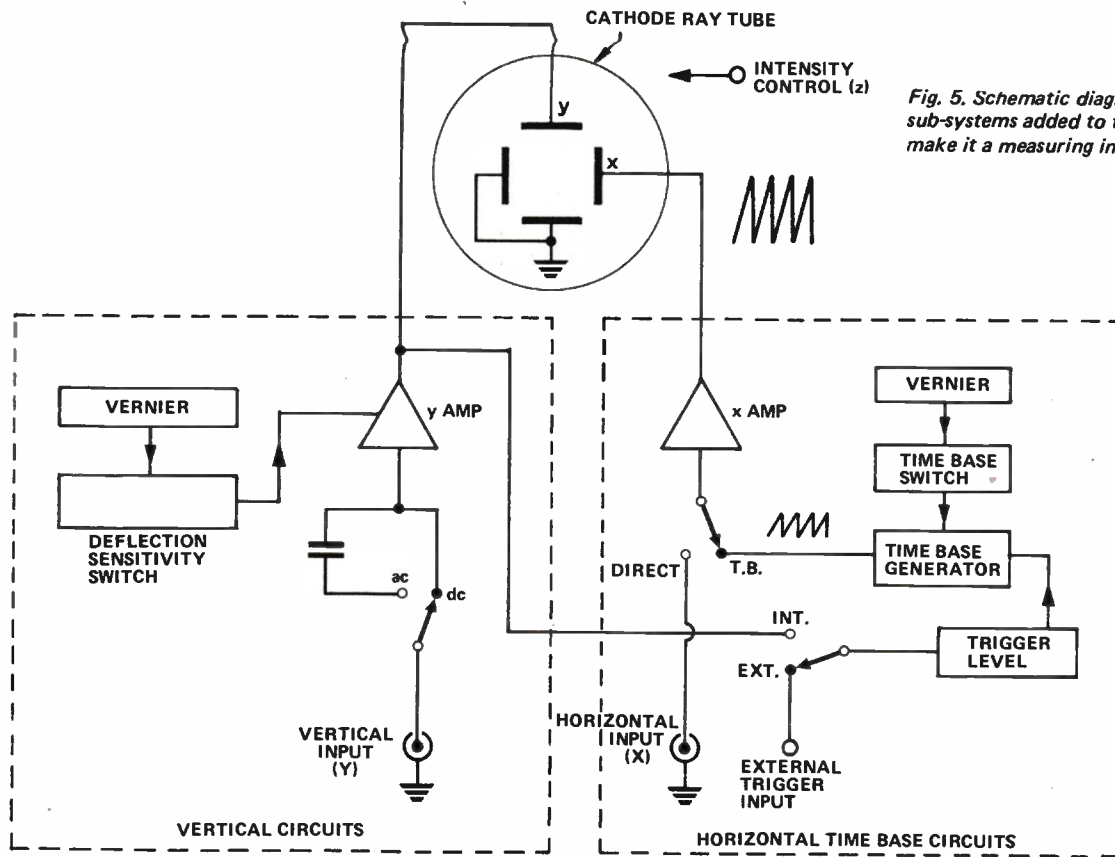 CATHODE RAY TUBE
INTENSITY
CONTROL (z)
Fig. 5. Schematic diag
sub-systems added to t
make it a measuring in
y
x
VERNIER
y AMP
DEFLECTION
SENSITIVITY
SWITCH
ac
dc
VERTICAL
INPUT
(Y)
VERTICAL CIRCUITS
x AMP
VERNIER
TIME BASE
SWITCH
TIME BASE
GENERATOR
DIRECT
T.B.
INT.
EXT.
TRIGGER
LEVEL
HORIZONTAL
INPUT
(X)
EXTERNAL
TRIGGER
INPUT
HORIZONTAL TIME BASE CIRCUITS